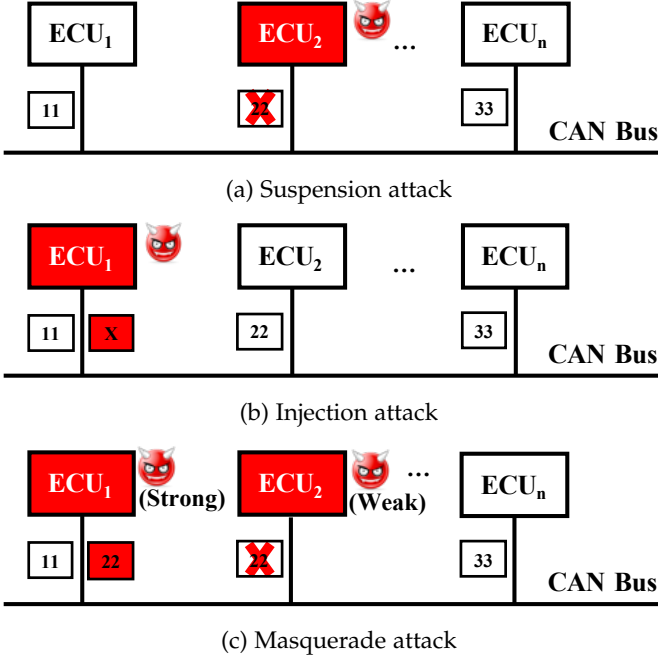 ECU1 ECU2 ... ECUn
11 22 33
CAN Bus
(a) Suspension attack
ECU1 ECU2 ... ECUn
11 X 22 33
CAN Bus
(b) Injection attack
ECU1 ECU2 ... ECUn
(Strong) (Weak)
11 22 22 33
CAN Bus
(c) Masquerade attack